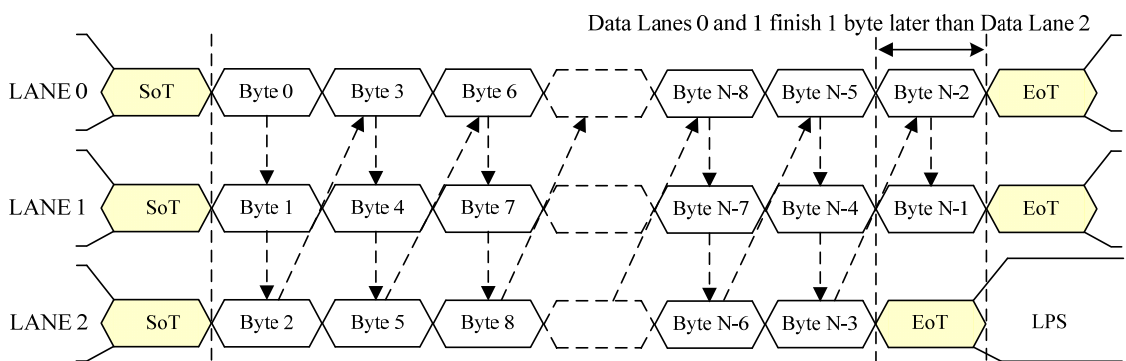 Data Lanes 0 and 1 finish 1 byte later than Data Lane 2
LANE 0 SoT Byte 0 Byte 3 Byte 6 Byte N-8 Byte N-5 Byte N-2 EoT
LANE 1 SoT Byte 1 Byte 4 Byte 7 Byte N-7 Byte N-4 Byte N-1 EoT
LANE 2 SoT Byte 2 Byte 5 Byte 8 Byte N-6 Byte N-3 EoT LPS